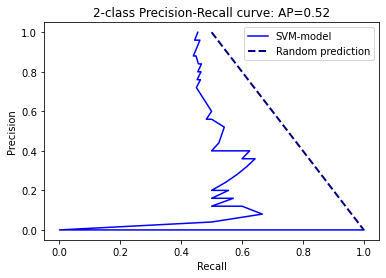 2-class Precision-Recall curve: AP=0.52
SVM-model
Random prediction
Precision
1.0
0.8
0.6
0.4
0.2
0.0
0.0 0.2 0.4 0.6 0.8 1.0
Recall